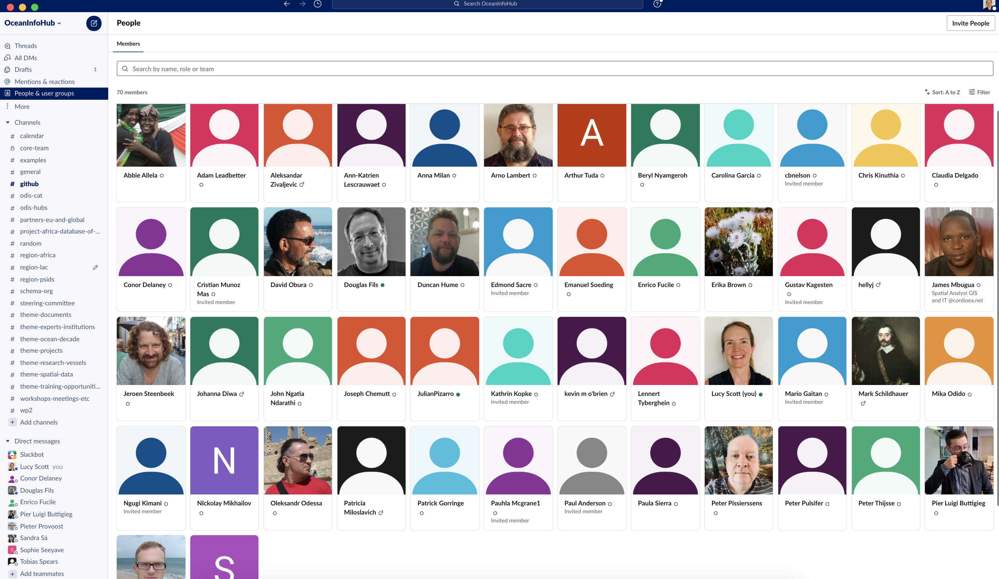 Search OceanInfoHub
OceanInfoHub
People
Invite People
Threads
All DMs
Drafts 1
Mentions & reactions
People & user groups
More
Channels
# calendar
core-team
# examples
# general
# github
# odis-cat
# odis-hubs
# partners-eu-and-global
# project-africa-database-of-...
# random
# region-africa
# region-lac
# region-psids
# schema-org
# steering-committee
# theme-documents
# theme-experts-institutions
# theme-ocean-decade
# theme-projects
# theme-research-vessels
# theme-spatial-data
# theme-training-opportuniti...
# workshops-meetings-etc
# wp2
+ Add channels
Direct messages
Slackbot
Lucy Scott you
Conor Delaney
Douglas Fils
Enrico Fucile
Pier Luigi Buttigieg
Pieter Provoost
Sandra Sá
S Sophie Seeyave
Tobias Spears
+ Add teammates
Members
Search by name, role or team
70 members
Sort: A to Z
Filter
A
Abbie Allela
Adam Leadbetter
Aleksandar
Zivaljevic
Ann-Katrien
Lescrauwaet
Anna Milan
Arno Lambert
Arthur Tuda
Beryl Nyamgeroh
Carolina Garcia
cbnelson
Invited member
Chris Kinuthia
Claudia Delgado
Conor Delaney
Cristian Munoz
Mas
Invited member
David Obura
Douglas Fils
Duncan Hume
Edmond Sacre
Invited member
Emanuel Soeding
Enrico Fucile
Erika Brown
Gustav Kagesten
Invited member
hellyj
James Mbugua
Spatial Analyst GIS
and IT @cordioea.net
Jeroen Steenbeek
Johanna Diwa
John Ngatia
Ndarathi
Joseph Chemutt
JulianPizarro
Kathrin Kopke
Invited member
kevin m o'brien
Lennert
Tyberghein
Lucy Scott (you)
Mario Gaitan
Invited member
Mark Schildhauer
Mika Odido
N
Ngugi Kimani
Invited member
NIckolay Mikhailov
Oleksandr Odessa
Patricia
Miloslavich
Patrick Gorringe
Pauhla Mcgrane1
Invited member
Paul Anderson
Invited member
Paula Sierra
Peter Pissierssens
Peter Pulsifer
Peter Thijsse
Pier Luigi Buttigieg
S